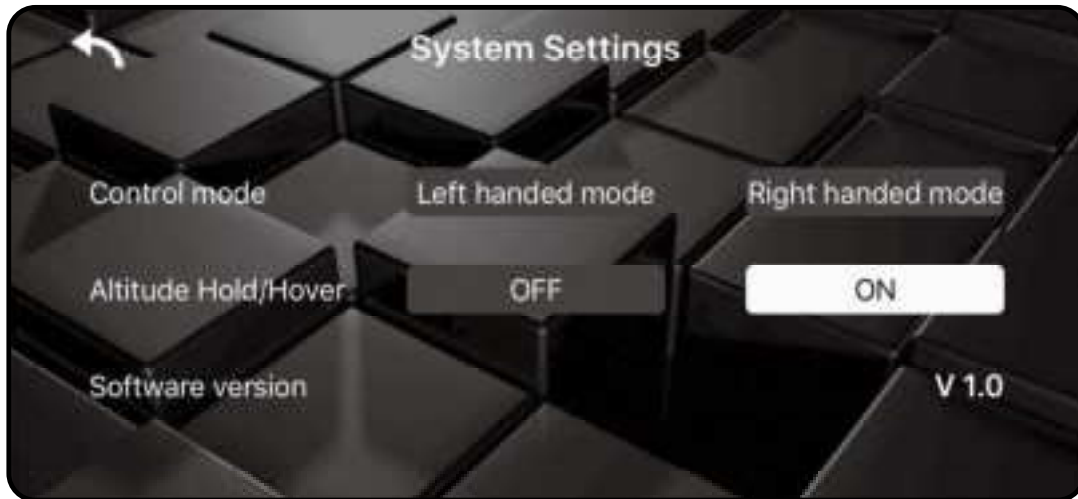 System Settings
Control mode Left handed mode Right handed mode
Altitude Hold/Hover OFF ON
Software version V 1.0